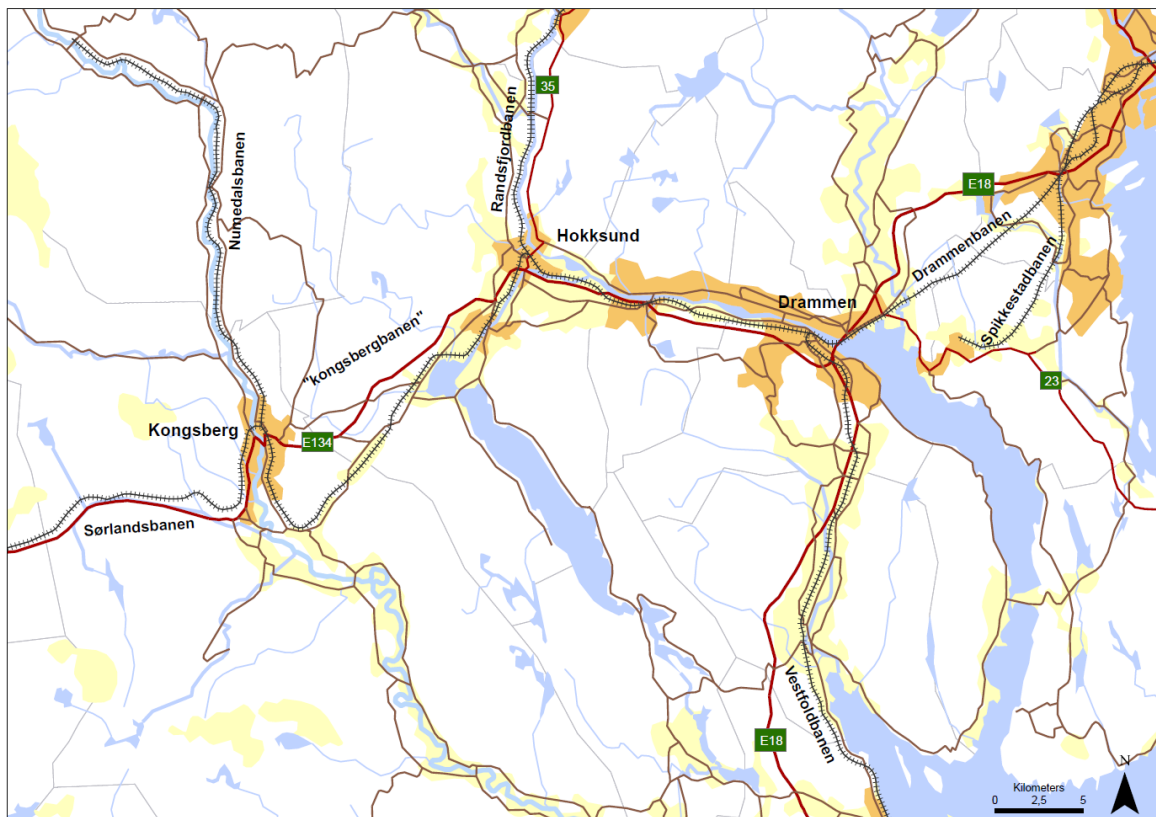 35
Randsfjordbanen
Numedalsbanen
E18
Hokksund
Drammenbanen
Drammen
Spikkestadbanen
"kongsbergbanen"
23
Kongsberg
E134
Sørlandsbanen
Vestfoldbanen
E18
N
Kilometers
0 2,5 5